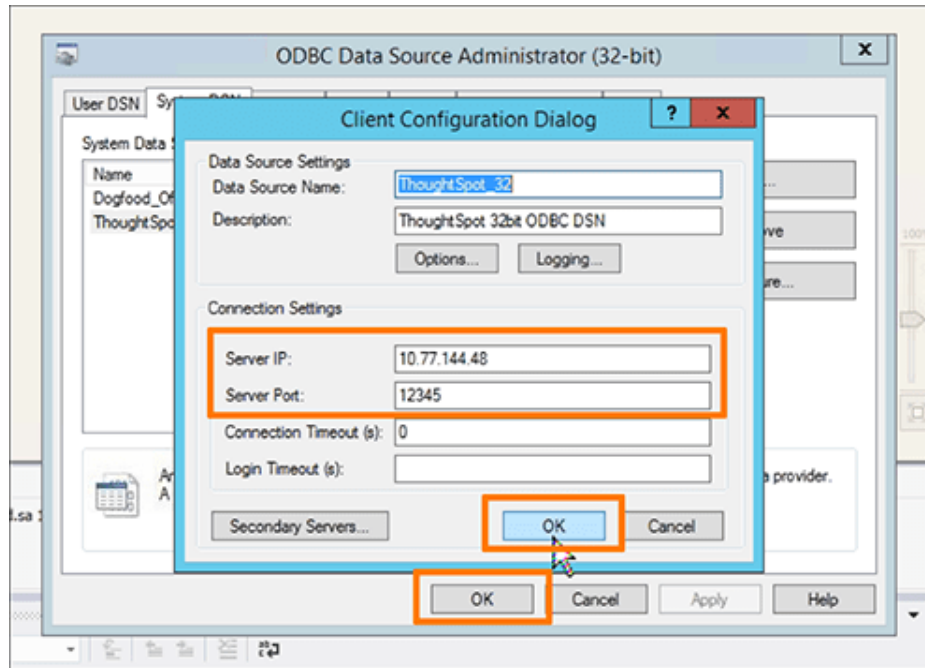 ODBC Data Source Administrator (32-bit)
x
User DSN
Client Configuration Dialog
? x
System Data
Name
Dogfood_Of
ThoughtSpo
Data Source Settings
Data Source Name: ThoughtSpot_32
Description: ThoughtSpot 32bit ODBC DSN
Options... Logging...
Connection Settings
Server IP: 10.77.144.48
Server Port: 12345
Connection Timeout (s): 0
Login Timeout (s):
a provider.
Secondary Servers... OK Cancel
OK Cancel Apply Help
100%